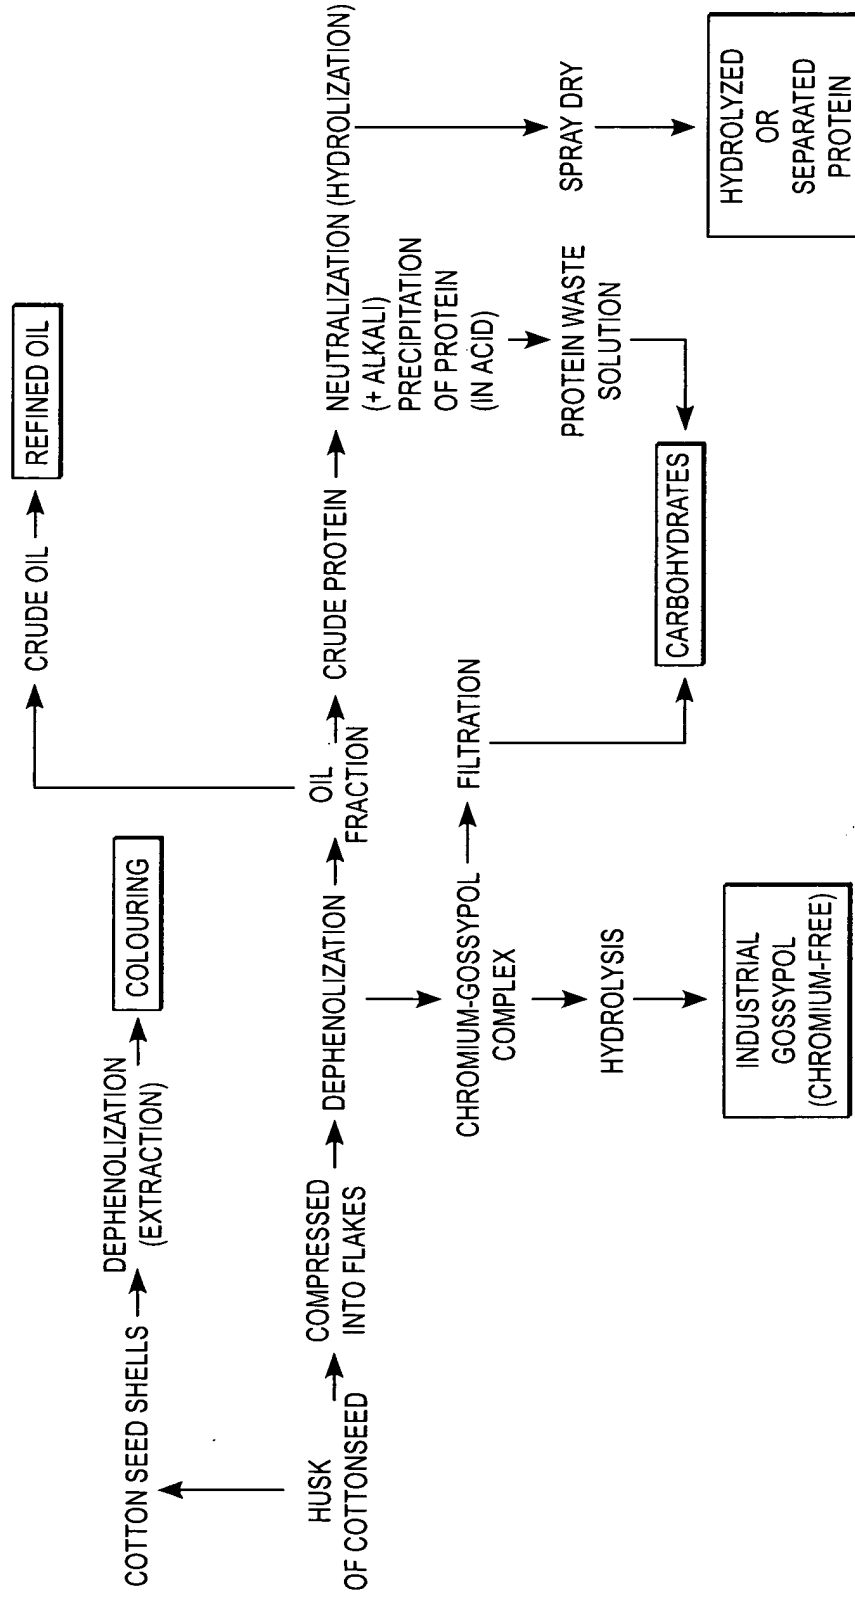 COTTON SEED SHELLS
DEPHENOLIZATION
(EXTRACTION)
COLOURING
CRUDE OIL
REFINED OIL
HUSK
OF COTTONSEED
COMPRESSED
INTO FLAKES
DEPHENOLIZATION
OIL
FRACTION
CRUDE PROTEIN
NEUTRALIZATION (HYDROLIZATION)
(+ ALKALI)
PRECIPITATION
OF PROTEIN
(IN ACID)
CHROMIUM-GOSSYPOL
COMPLEX
FILTRATION
PROTEIN WASTE
SOLUTION
SPRAY DRY
HYDROLYSIS
CARBOHYDRATES
INDUSTRIAL
GOSSYPOL
(CHROMIUM-FREE)
HYDROLYZED
OR
SEPARATED
PROTEIN